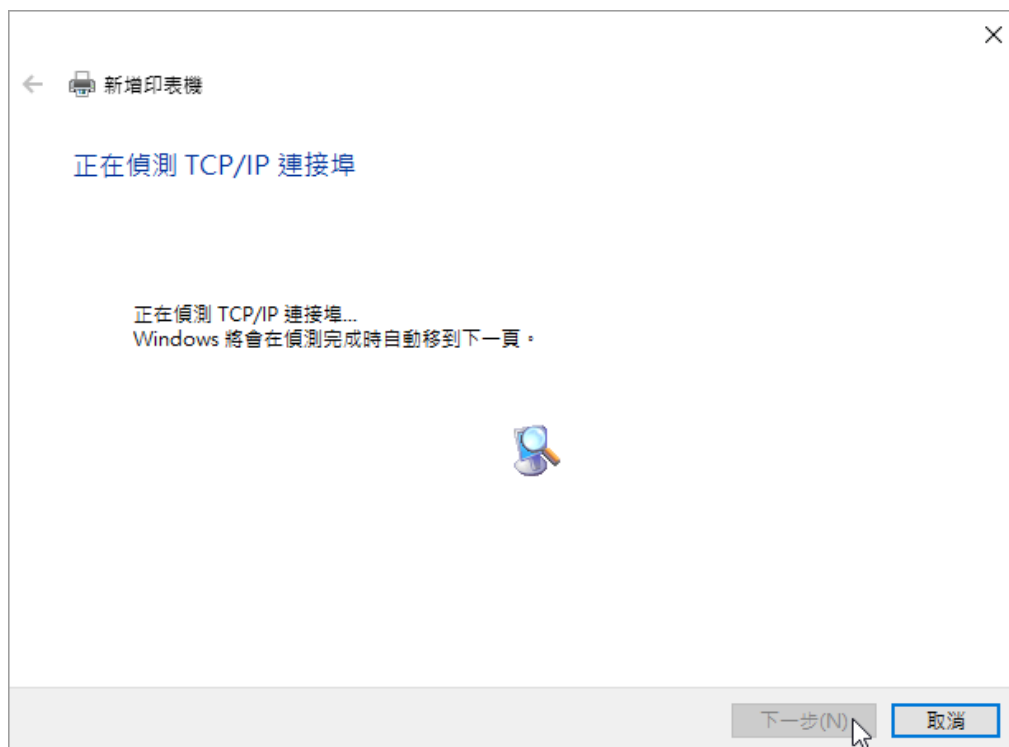 新增印表機
正在偵測 TCP/IP 連接埠
正在偵測 TCP/IP 連接埠...
Windows 將會在偵測完成時自動移到下一頁。
下一步(N)
取消